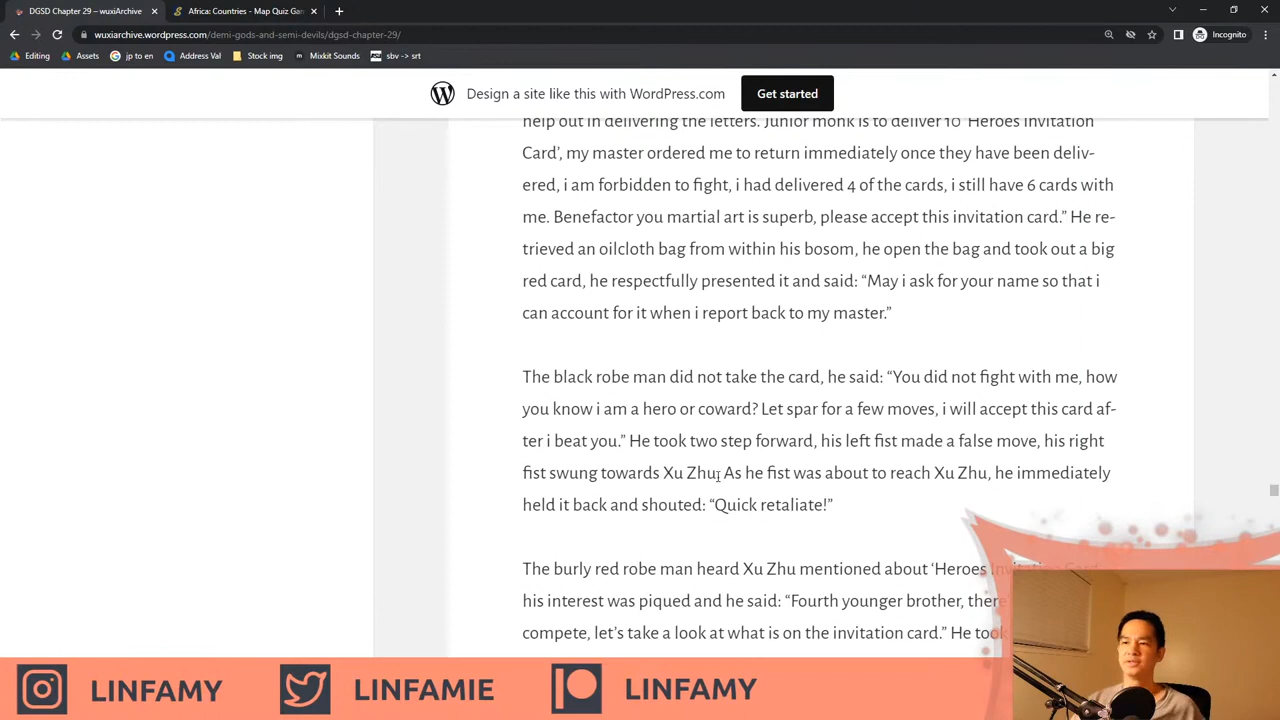 DGSD Chapter 29 – wuxiArchive
Africa: Countries - Map Quiz Gam
wuxiarchive.wordpress.com/demi-gods-and-semi-devils/dgsd-chapter-29/
Incognito
Editing
Assets
jp to en
Address Val
Stock img
Mixkit Sounds
sbv -> srt
Design a site like this with WordPress.com
Get started
help out in delivering the letters. Junior monk is to deliver 10 ‘Heroes Invitation
Card’, my master ordered me to return immediately once they have been deliv-
ered, i am forbidden to fight, i had delivered 4 of the cards, i still have 6 cards with
me. Benefactor you martial art is superb, please accept this invitation card.” He re-
trieved an oilcloth bag from within his bosom, he open the bag and took out a big
red card, he respectfully presented it and said: “May i ask for your name so that i
can account for it when i report back to my master.”
The black robe man did not take the card, he said: “You did not fight with me, how
you know i am a hero or coward? Let spar for a few moves, i will accept this card af-
ter i beat you.” He took two step forward, his left fist made a false move, his right
fist swung towards Xu Zhu. As he fist was about to reach Xu Zhu, he immediately
held it back and shouted: “Quick retaliate!”
The burly red robe man heard Xu Zhu mentioned about ‘Heroes
his interest was piqued and he said: “Fourth younger brother, there
compete, let’s take a look at what is on the invitation card.” He took
LINFAMY
LINFAMIE
LINFAMY